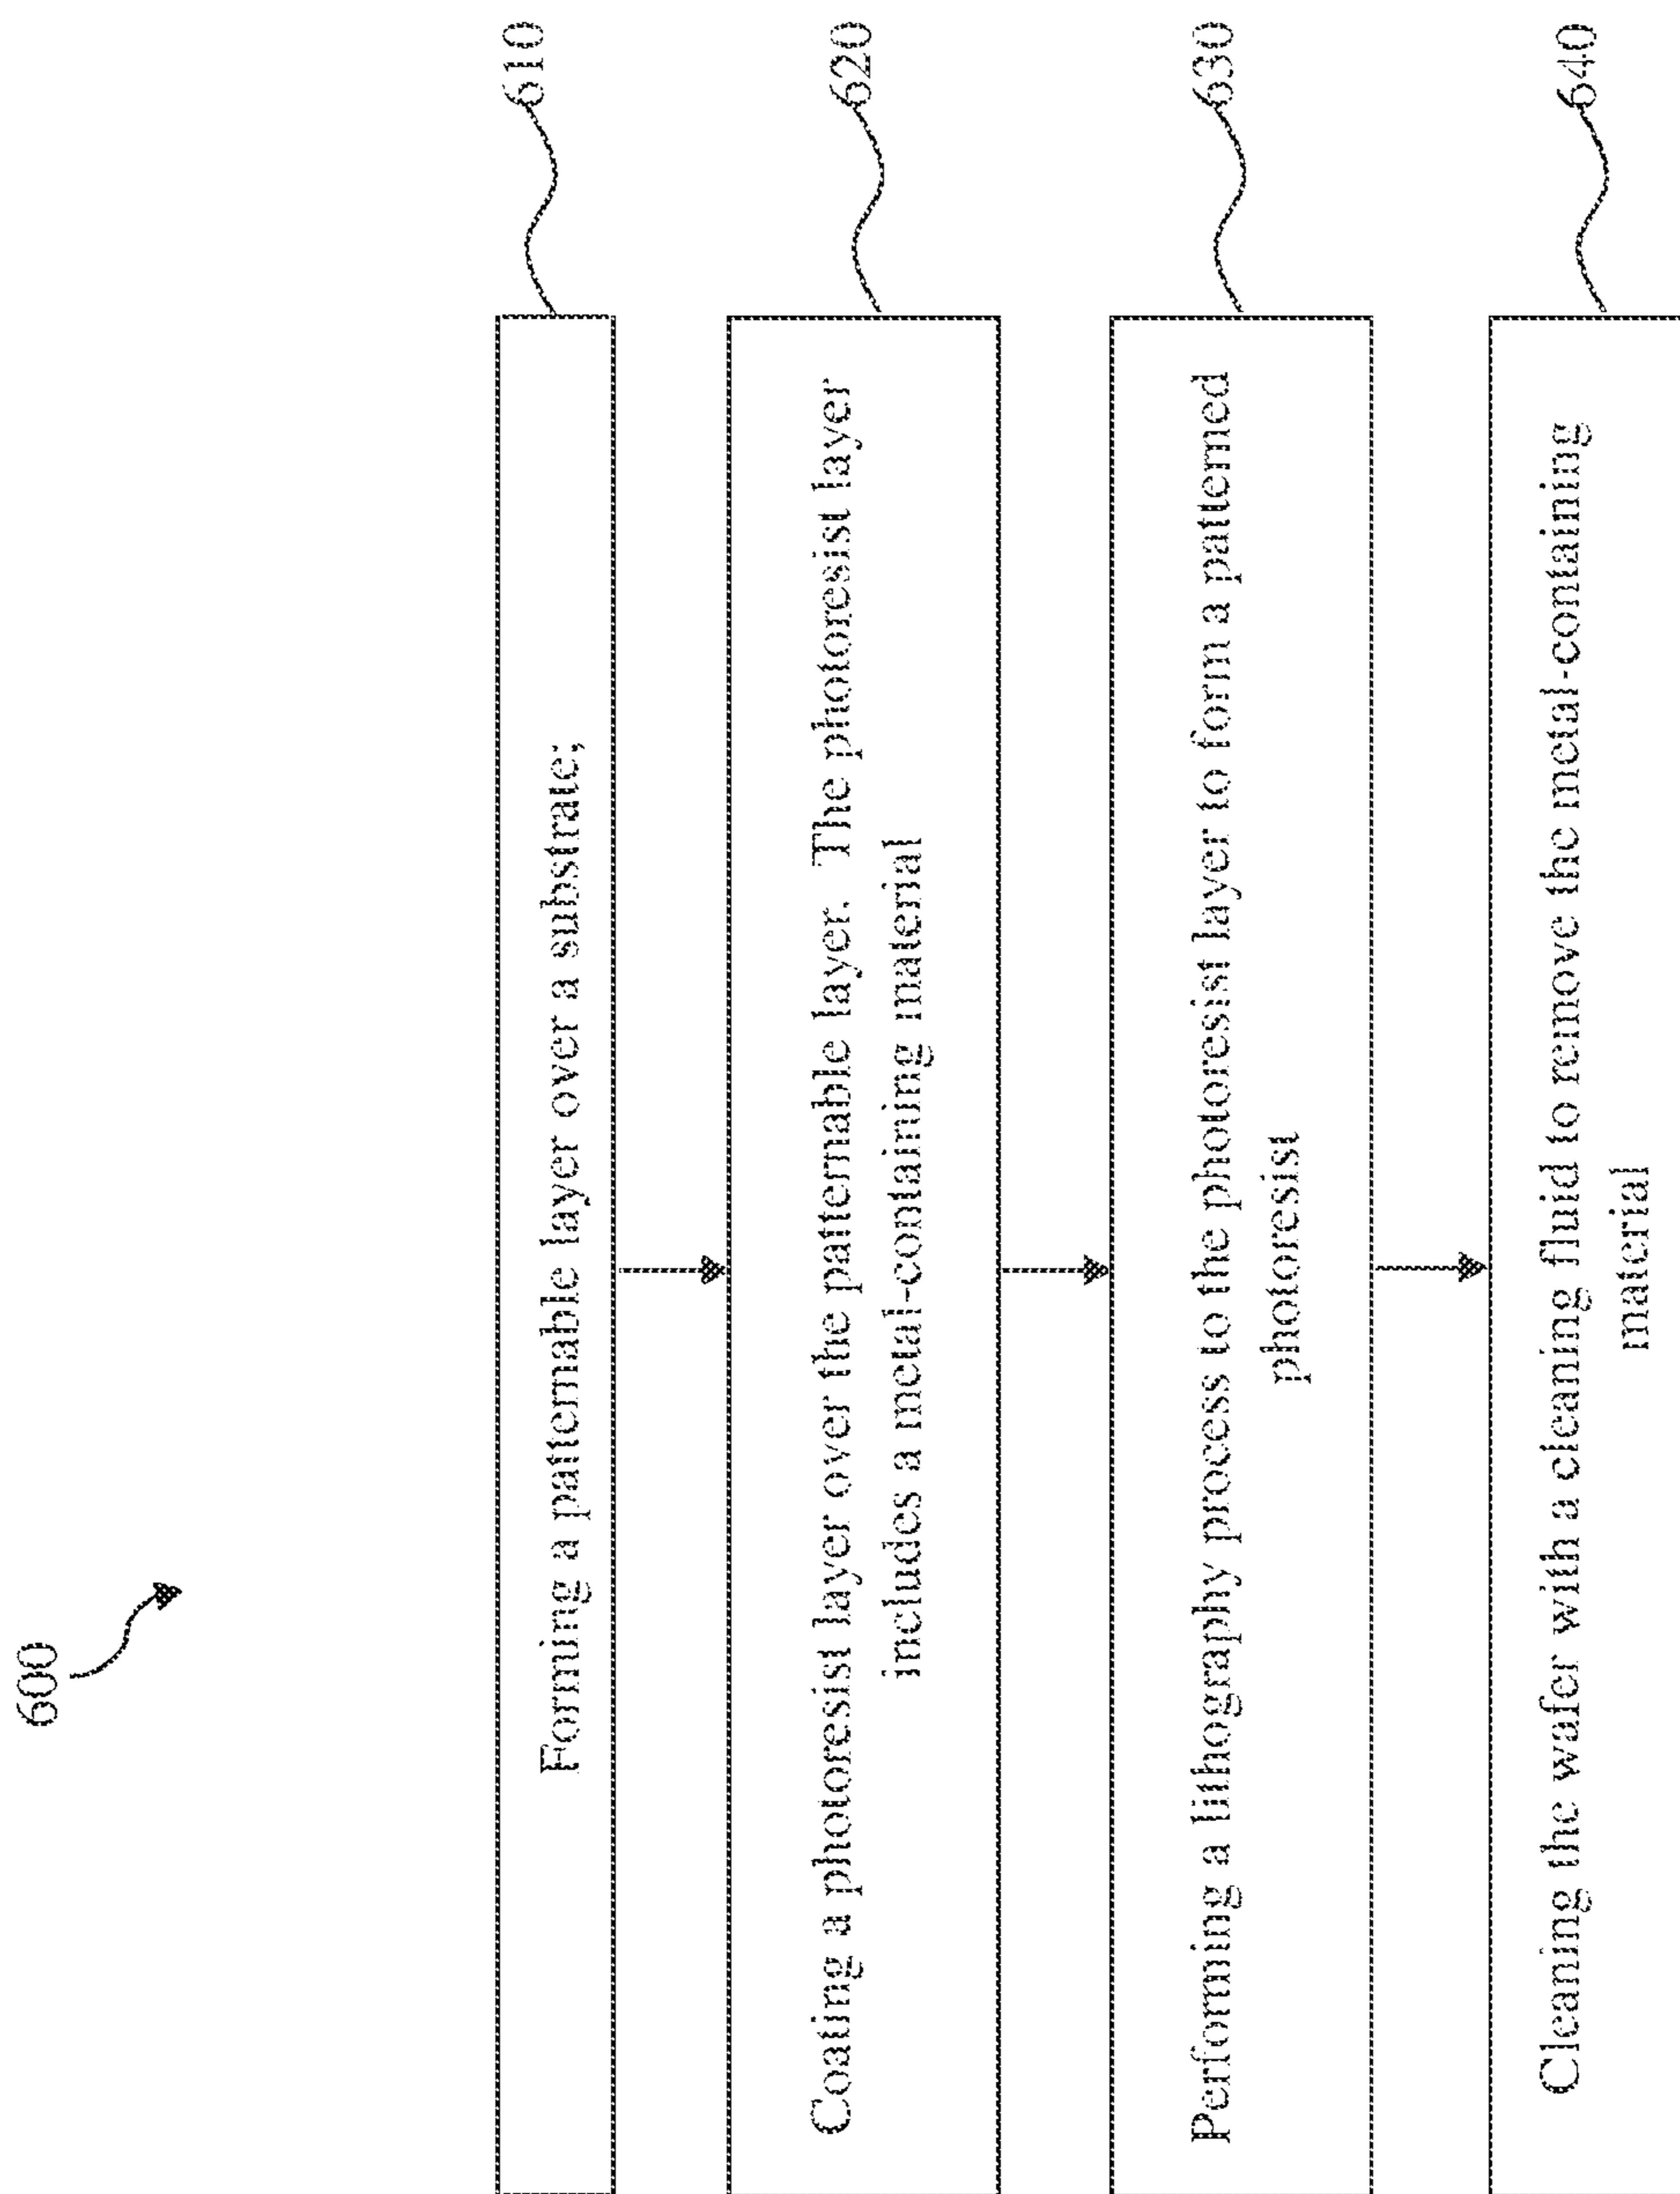 600
Forming a patternable layer over a substrate;
610
Coating a photoresist layer over the patternable layer. The photoresist layer
includes a metal-containing material
620
Performing a lithography process to the photoresist layer to form a patterned
photoresist
630
Cleaning the wafer with a cleaning fluid to remove the metal-containing
material
640